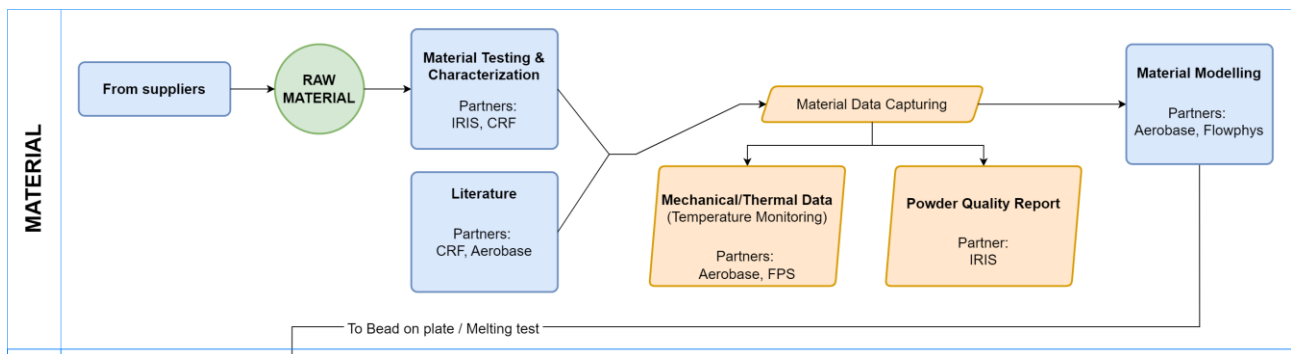 MATERIAL
From suppliers
RAW
MATERIAL
Material Testing &
Characterization
Partners:
IRIS, CRF
Literature
Partners:
CRF, Aerobase
Material Data Capturing
Mechanical/Thermal Data
(Temperature Monitoring)
Partners:
Aerobase, FPS
Powder Quality Report
Partner:
IRIS
Material Modelling
Partners:
Aerobase, Flowphys
To Bead on plate / Melting test